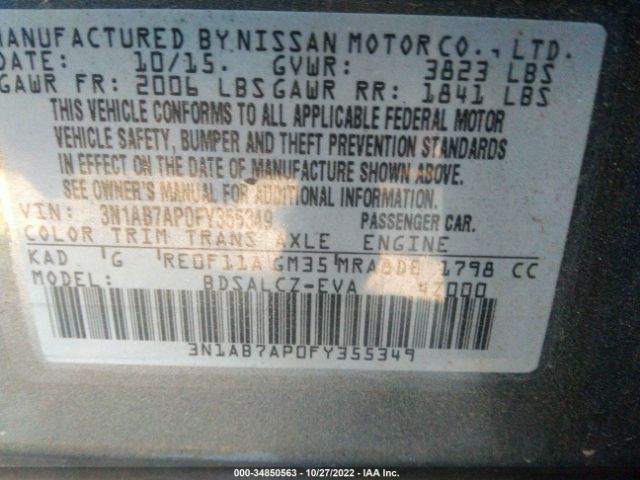 MANUFACTURED BY NISSAN MOTOR CO., LTD.
DATE: 10/15. GVWR: 3823 LBS
GAWR FR: 2006 LBS GAWR RR: 1841 LBS
THIS VEHICLE CONFORMS TO ALL APPLICABLE FEDERAL MOTOR
VEHICLE SAFETY, BUMPER AND THEFT PREVENTION STANDARDS
IN EFFECT ON THE DATE OF MANUFACTURE SHOWN ABOVE.
SEE OWNER'S MANUAL FOR ADDITIONAL INFORMATION.
VIN: 3N1AB7AP0FY355349 PASSENGER CAR.
COLOR TRIM TRANS AXLE ENGINE
KAD G RE0F11A GM35 MRA8DE 1798 CC
MODEL: BDSALCZ-EVA 42000
3N1AB7AP0FY355349
000-34850563 - 10/27/2022 - IAA Inc.